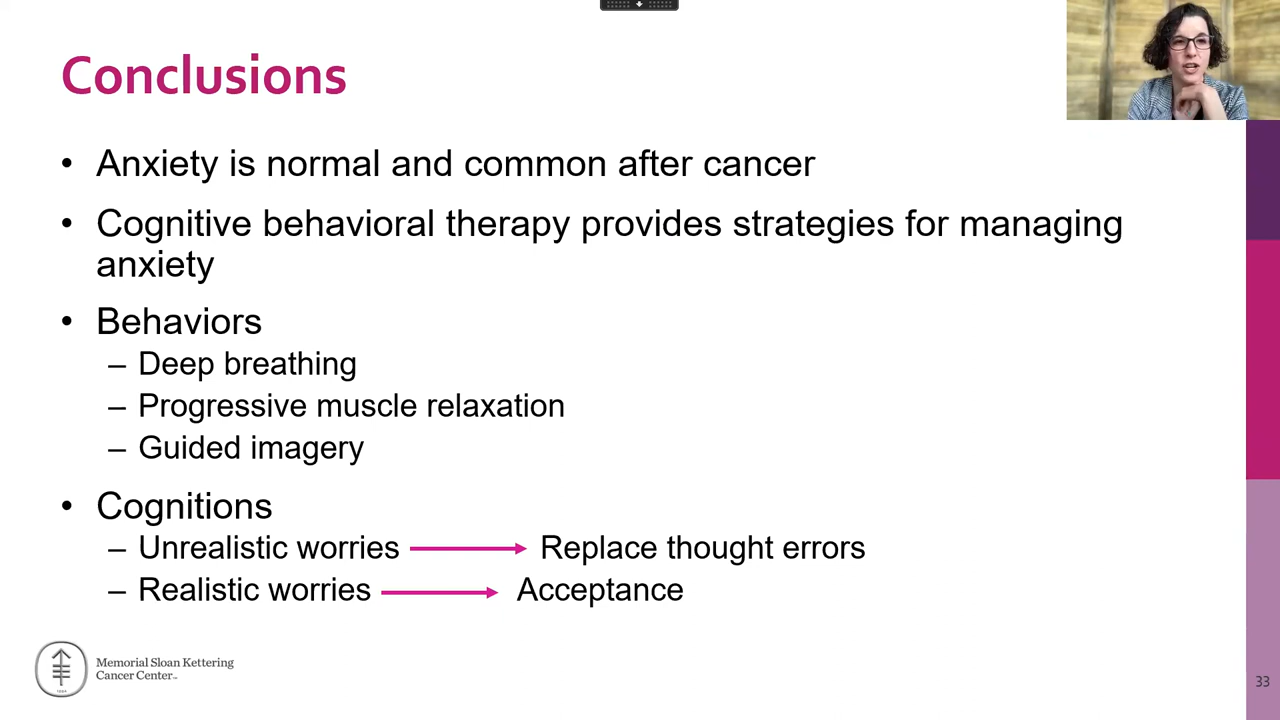 Conclusions
• Anxiety is normal and common after cancer
• Cognitive behavioral therapy provides strategies for managing
anxiety
• Behaviors
– Deep breathing
– Progressive muscle relaxation
– Guided imagery
• Cognitions
– Unrealistic worries Replace thought errors
– Realistic worries Acceptance
Memorial Sloan Kettering
Cancer Center
33